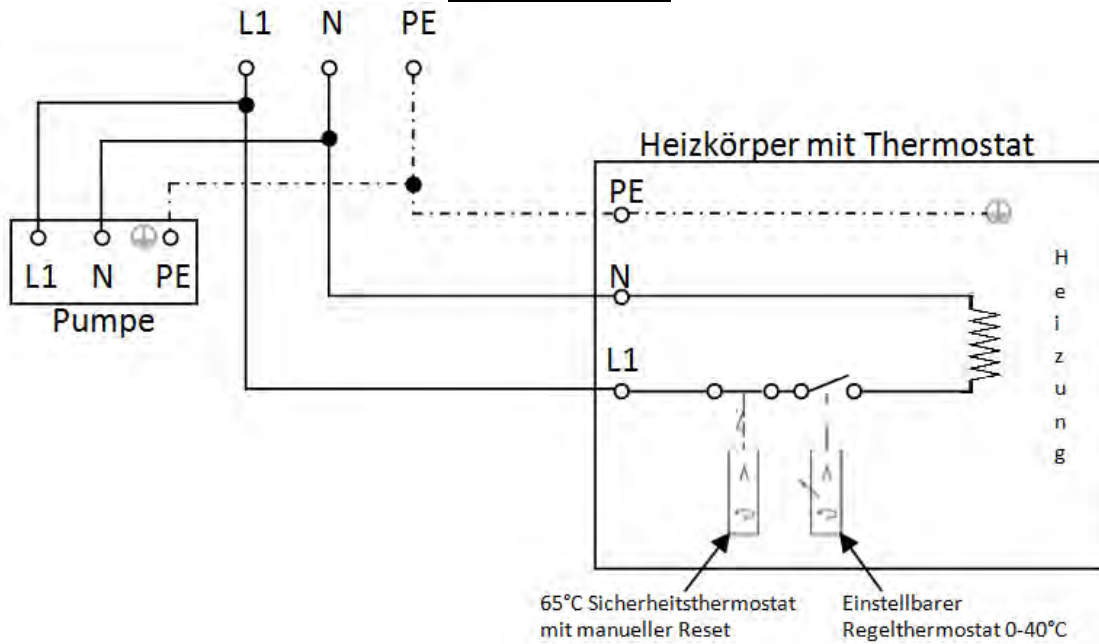 L1 N PE
Heizkörper mit Thermostat
PE
L1 N PE
Pumpe
N
L1
Heizung
65°C Sicherheitsthermostat
mit manueller Reset
Einstellbarer
Regelthermostat 0-40°C